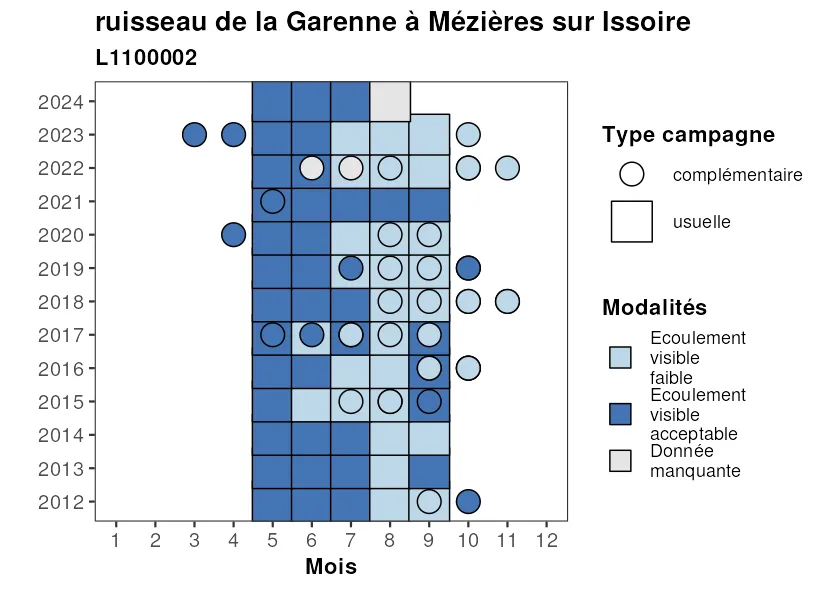 ruisseau de la Garenne à Mézières sur Issoire
L1100002
2024
2023
2022
2021
2020
2019
2018
2017
2016
2015
2014
2013
2012
1 2 3 4 5 6 7 8 9 10 11 12
Mois
Type campagne
complémentaire
usuelle
Modalités
Ecoulement
visible
faible
Ecoulement
visible
acceptable
Donnée
manquante